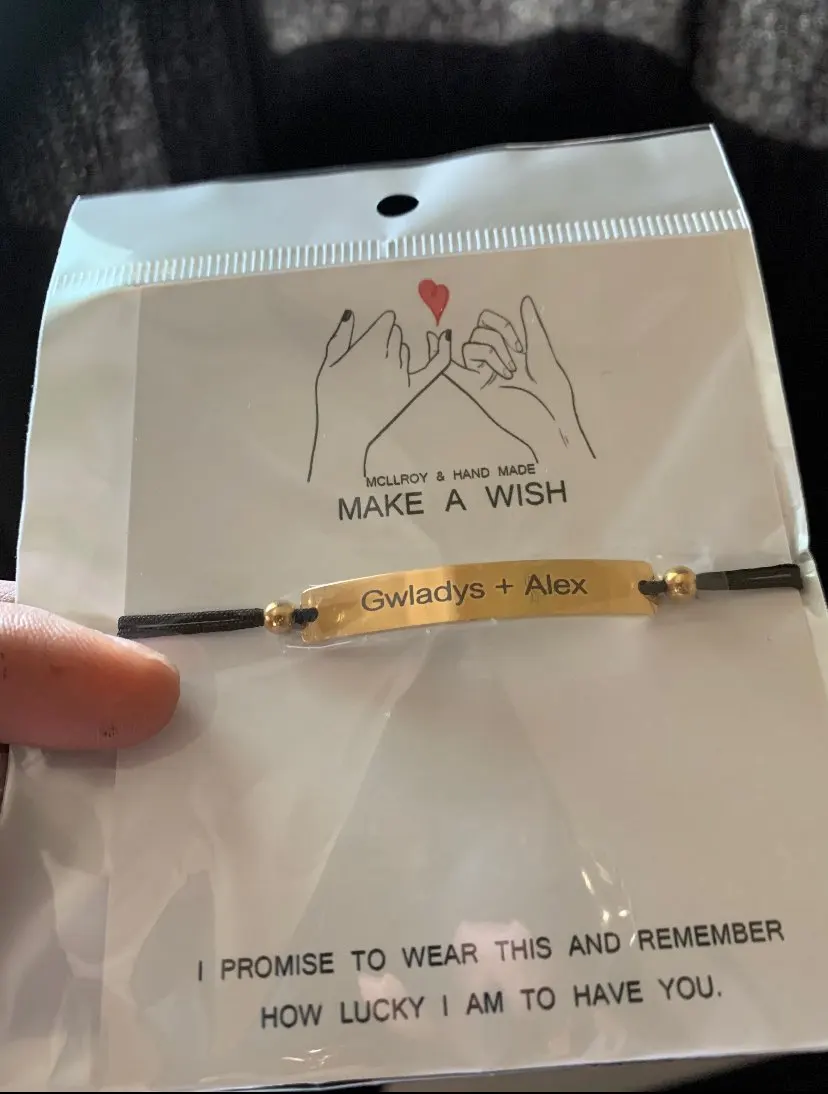 MCLLROY & HAND MADE
MAKE A WISH
Gwladys + Alex
I PROMISE TO WEAR THIS AND REMEMBER
HOW LUCKY I AM TO HAVE YOU.